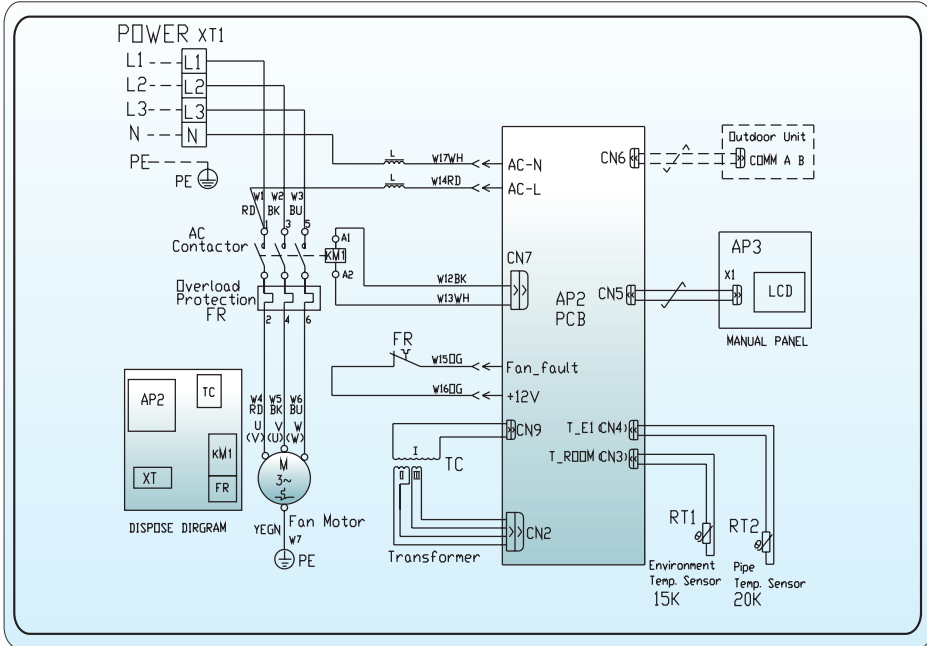 POWER XT1
L1 L1
L2 L2
L3 L3
N N
PE
PE
L W17WH AC-N
L W14RD AC-L
CN6
Outdoor Unit
COMM A B
W1 W2 W3
RD BK BU
1 3 5
AC
Contactor
A1
KM1
A2
Overload
Protection
FR
2 4 6
CN7
W12BK
W13WH
AP2
PCB
CN5
AP3
X1
LCD
MANUAL PANEL
FR
W15OG Fan_fault
W16OG +12V
CN9
I
II III
TC
CN2
Transformer
T_E1 (CN4)
T_ROOM (CN3)
RT1
RT2
Environment
Temp. Sensor
15K
Pipe
Temp. Sensor
20K
AP2
TC
KM1
XT
FR
DISPOSE DIRGRAM
W4 W5 W6
RD BK BU
U V W
(V) (U) (W)
M
3~
Fan Motor
YEGN
W7
PE